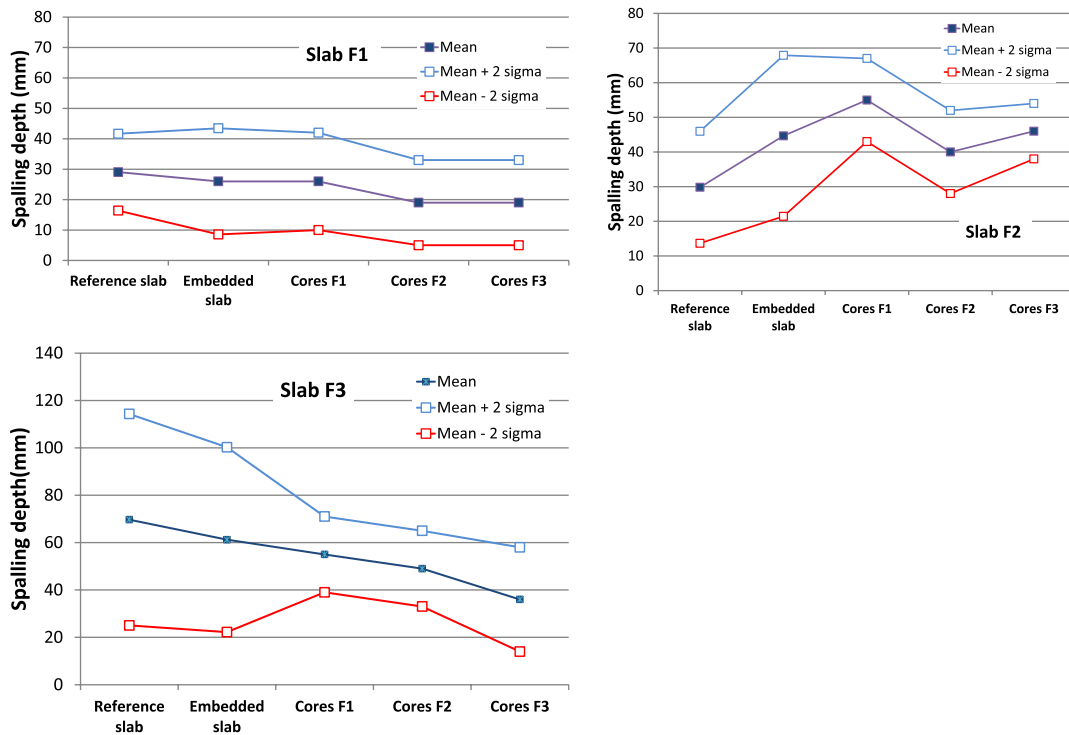 80
70
60
50
40
30
20
10
0
Spalling depth (mm)
Slab F1
Mean
Mean + 2 sigma
Mean - 2 sigma
Reference slab
Embedded
slab
Cores F1
Cores F2
Cores F3
80
70
60
50
40
30
20
10
0
Spalling depth (mm)
Mean
Mean + 2 sigma
Mean - 2 sigma
Slab F2
Reference
slab
Embedded
slab
Cores F1
Cores F2
Cores F3
140
120
100
80
60
40
20
0
Spalling depth(mm)
Slab F3
Mean
Mean + 2 sigma
Mean - 2 sigma
Reference
slab
Embedded
slab
Cores F1
Cores F2
Cores F3